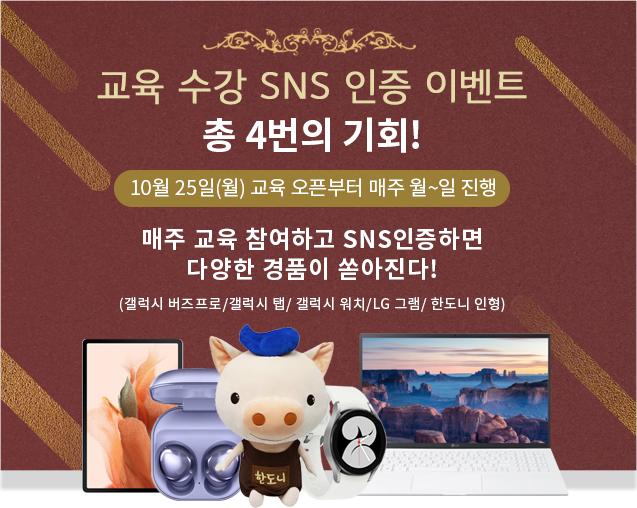 교육 수강 SNS 인증 이벤트
총 4번의 기회!
10월 25일(월) 교육 오픈부터 매주 월~일 진행
매주 교육 참여하고 SNS인증하면
다양한 경품이 쏟아진다!
(갤럭시 버즈프로/갤럭시 탭/ 갤럭시 워치/LG 그램/ 한도니 인형)
한도니